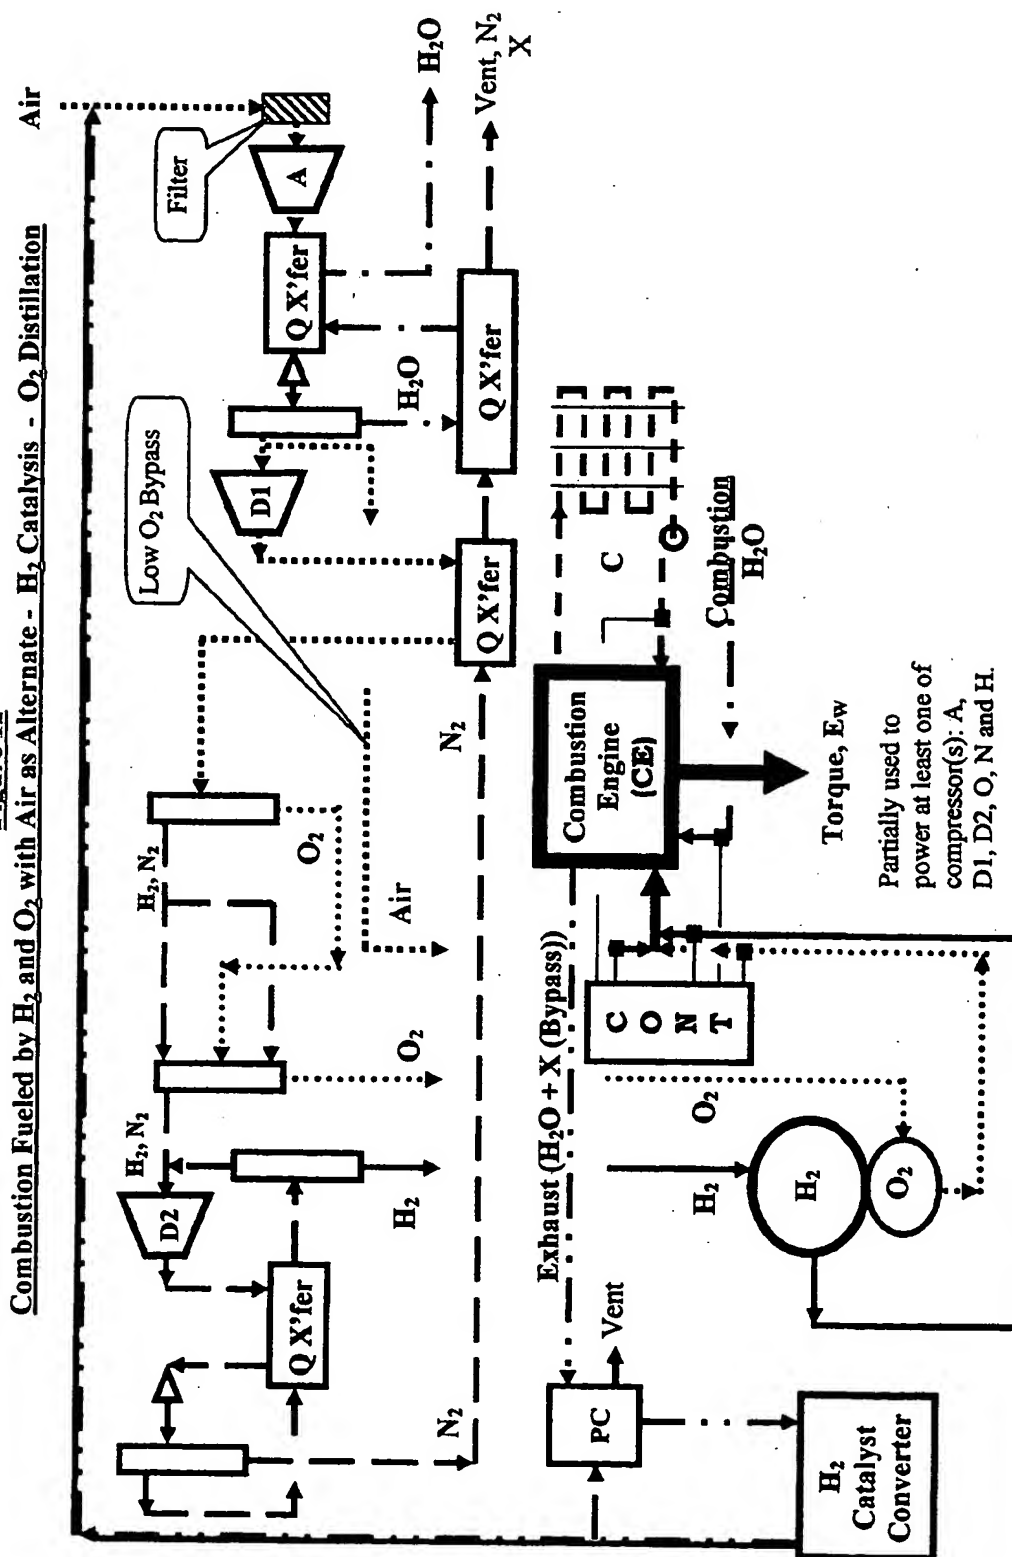 Combustion Fueled by H₂ and O₂ with Air as Alternate - H₂ Catalysis - O₂ Distillation
Air
Filter
A
Q X'fer
H₂O
H₂O
D1
Low O₂ Bypass
Q X'fer
Vent, N₂
X
Q X'fer
H₂, N₂
O₂
Air
N₂
H₂, N₂
O₂
D2
H₂
Q X'fer
N₂
Combustion
Engine
(CE)
C
Combustion
H₂O
Torque, Eᴡ
Partially used to
power at least one of
compressor(s): A,
D1, D2, O, N and H.
Exhaust (H₂O + X (Bypass))
C
O
N
T
O₂
H₂
H₂
O₂
PC
Vent
H₂
Catalyst
Converter